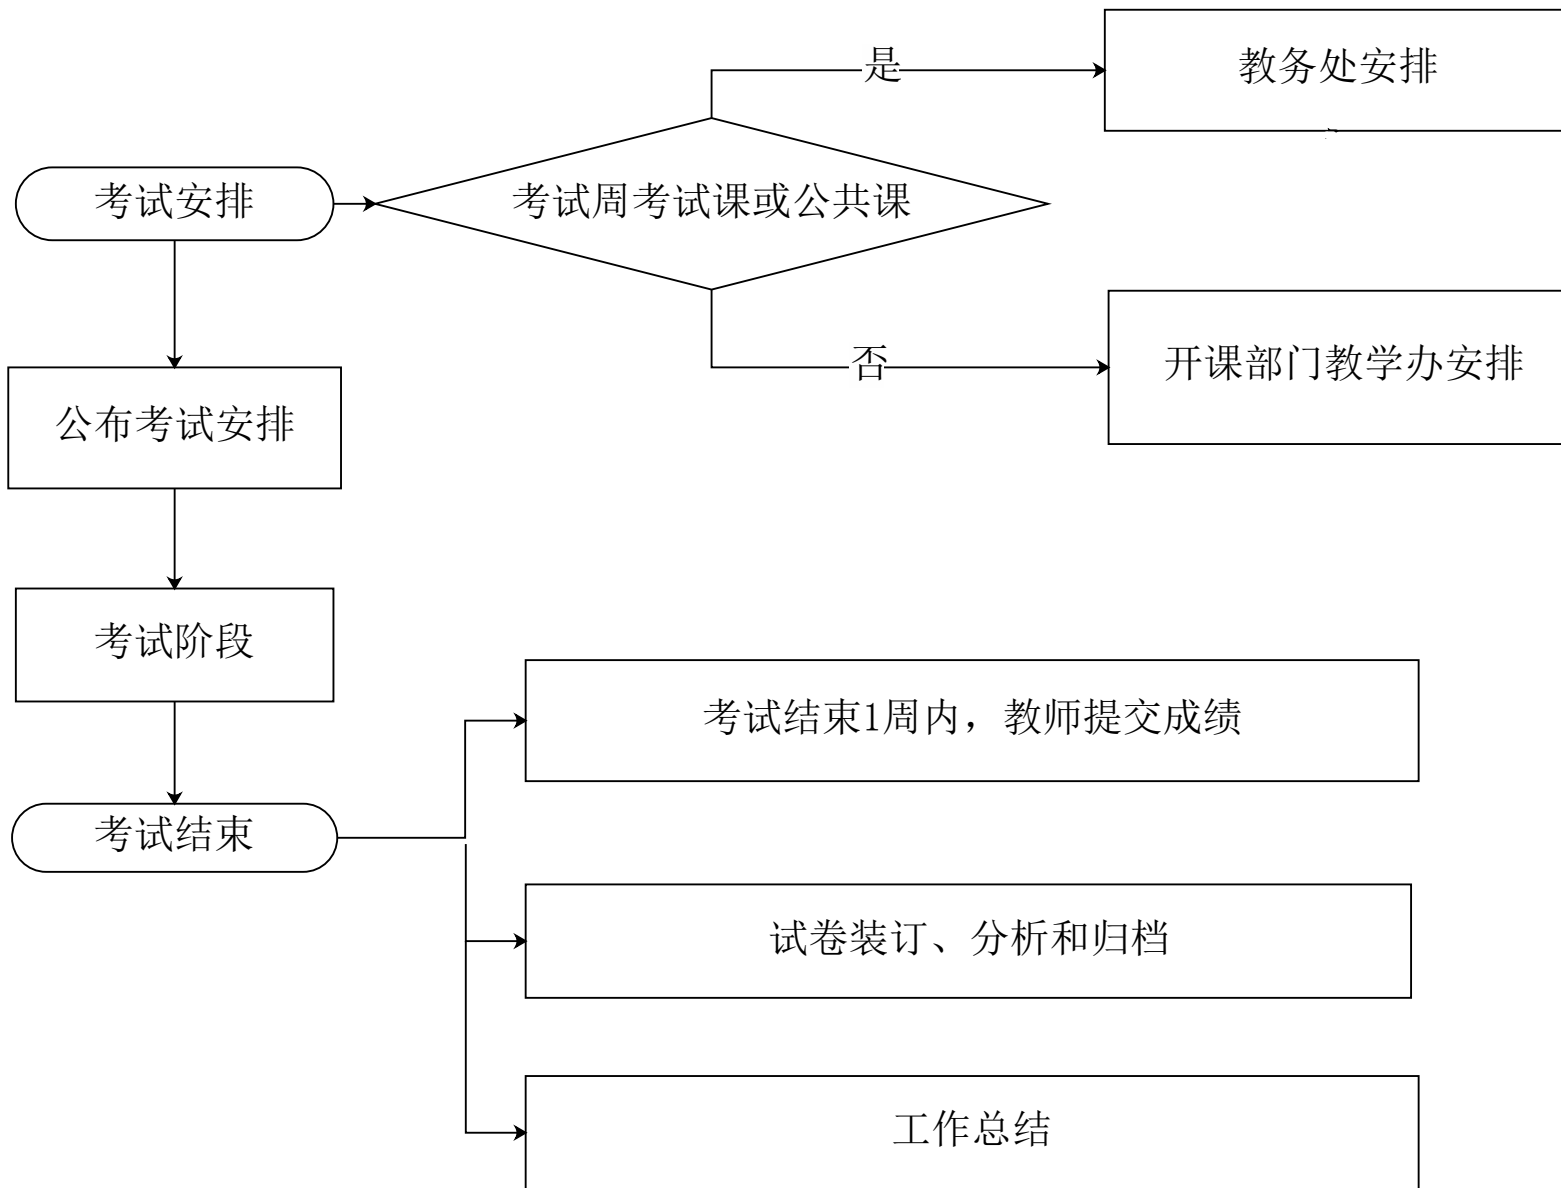 是
教务处安排
考试安排
考试周考试课或公共课
否
开课部门教学办安排
公布考试安排
考试阶段
考试结束1周内，教师提交成绩
考试结束
试卷装订、分析和归档
工作总结